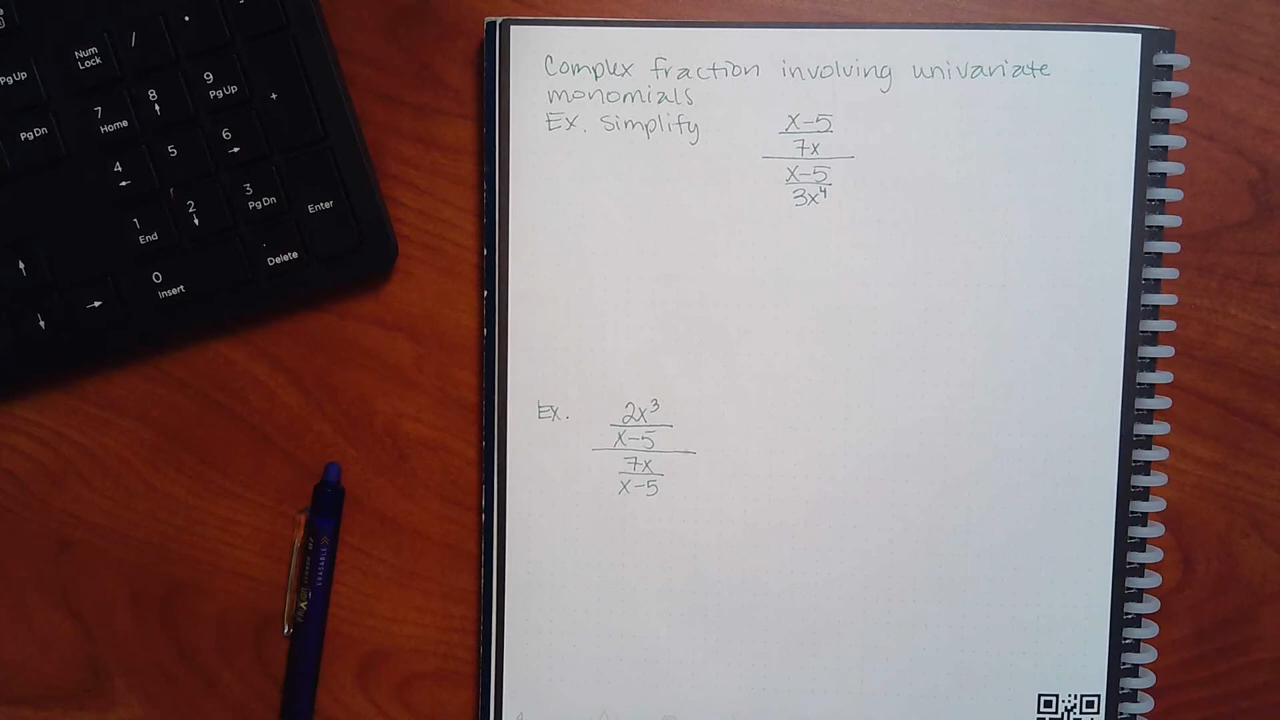 Complex fraction involving univariate
monomials
Ex. Simplify
x-5
7x
x-5
3x⁴
Ex.
2x³
x-5
7x
x-5
PgUp
Num Lock
/
PgDn
7 Home
8
9 PgUp
+
4
5
6
1 End
2
3 PgDn
Enter
0 Insert
. Delete
ERASABLE